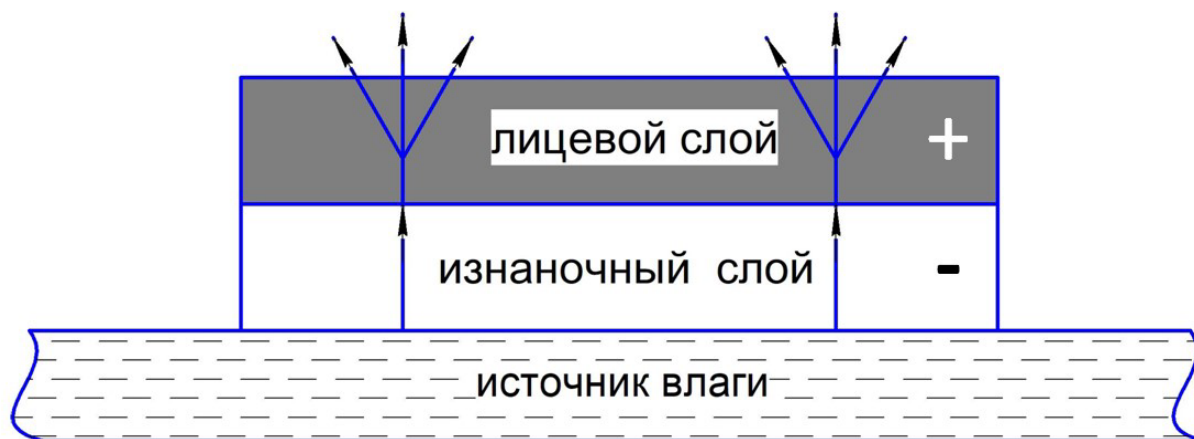 лицевой слой +
изнаночный слой -
источник влаги